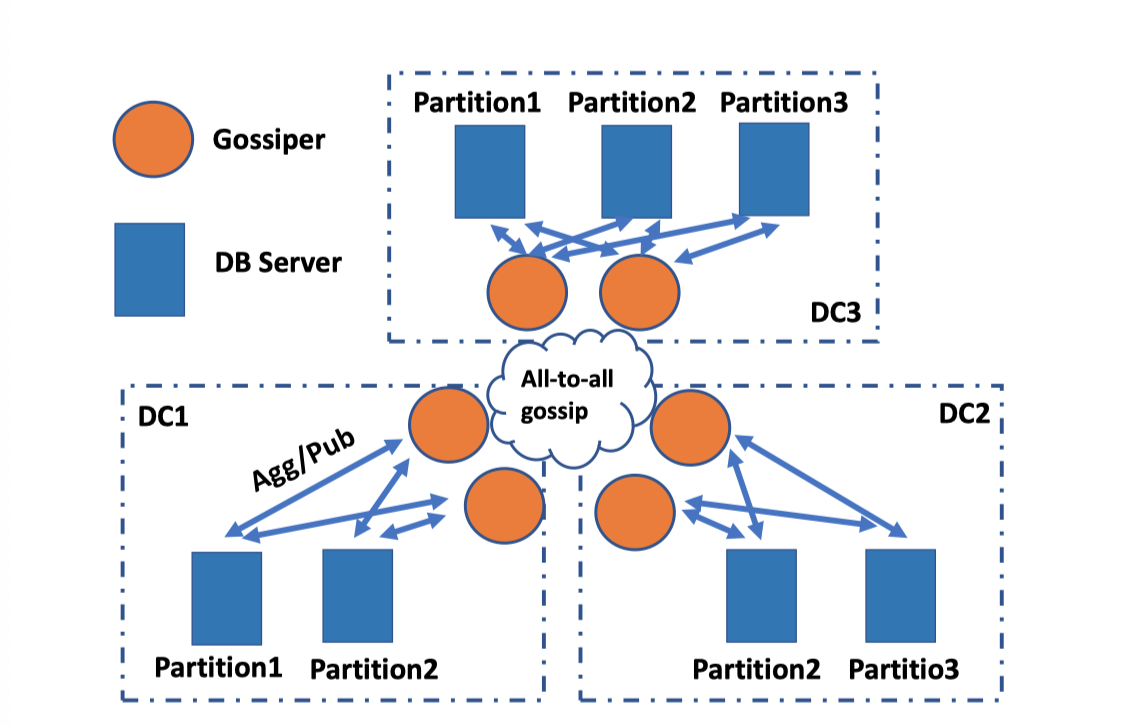 Gossiper
DB Server
Partition1 Partition2 Partition3
DC3
All-to-all
gossip
DC1
Agg/Pub
Partition1 Partition2
DC2
Partition2 Partitio3